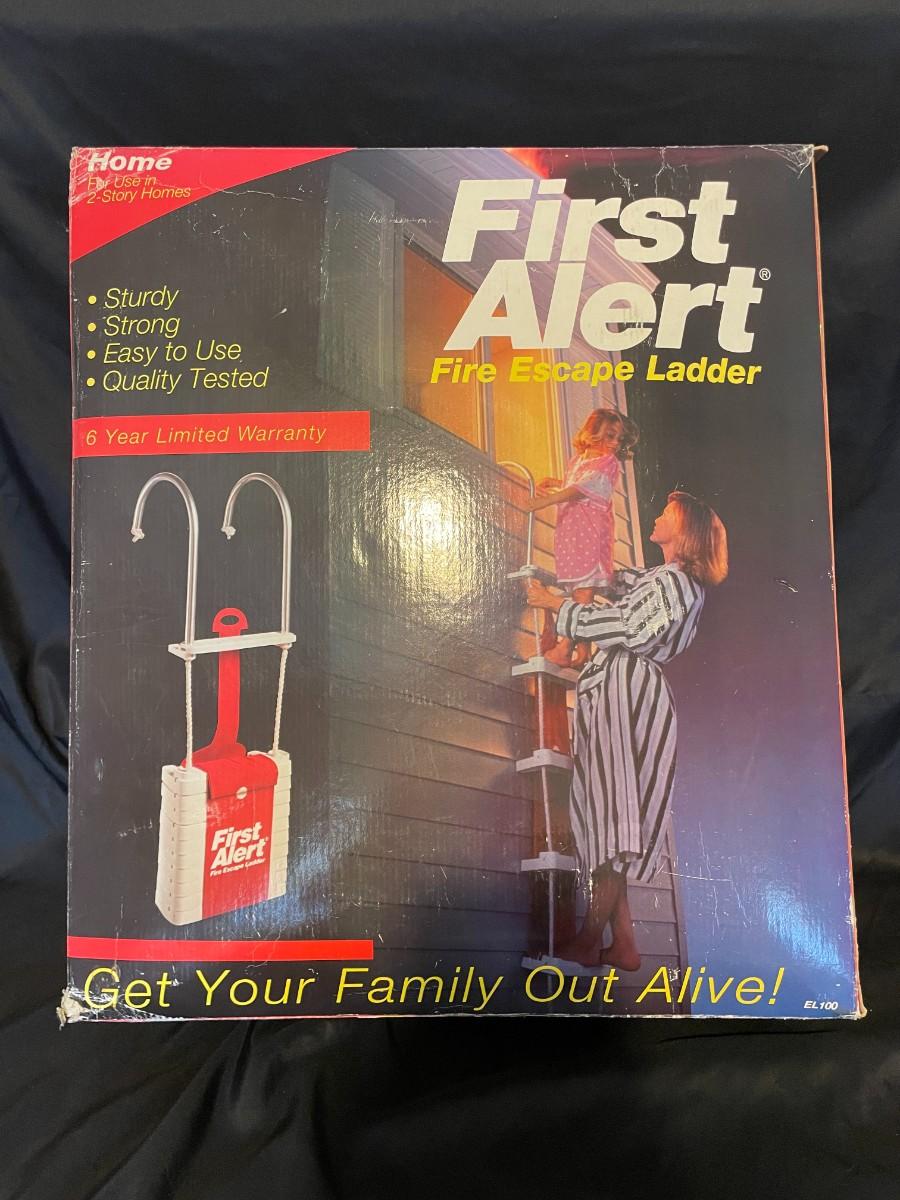 Home
For Use in
2-Story Homes
First
Alert®
Fire Escape Ladder
• Sturdy
• Strong
• Easy to Use
• Quality Tested
6 Year Limited Warranty
First
Alert®
Fire Escape Ladder
Get Your Family Out Alive!
EL100